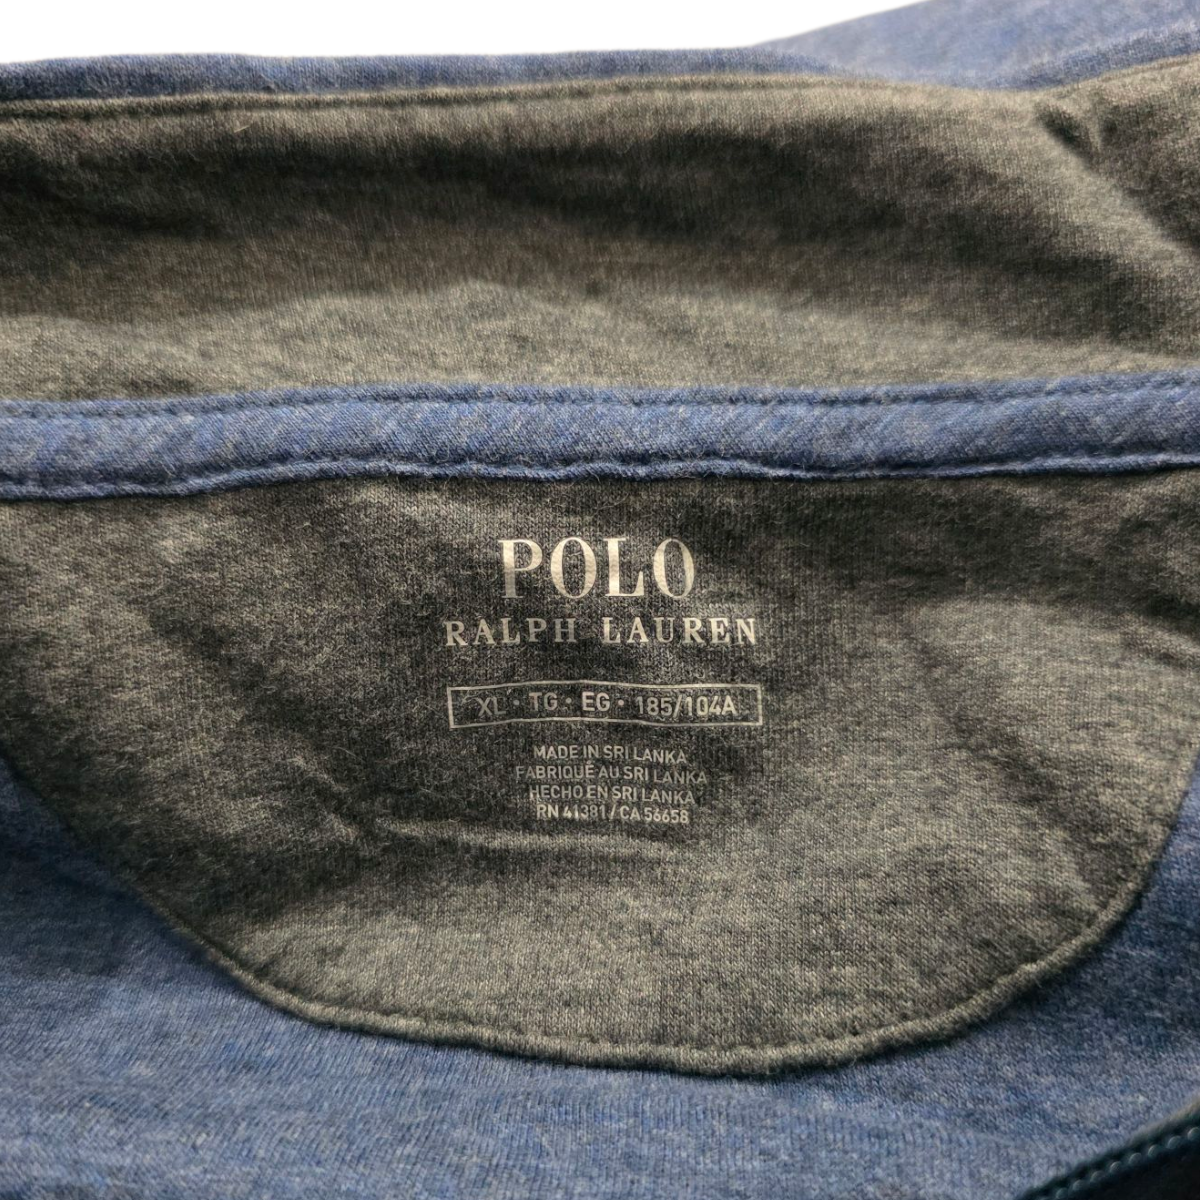 POLO
RALPH LAUREN
XL · TG · EG · 185/104A
MADE IN SRI LANKA
FABRIQUÉ AU SRI LANKA
HECHO EN SRI LANKA
RN 41381 / CA 56658